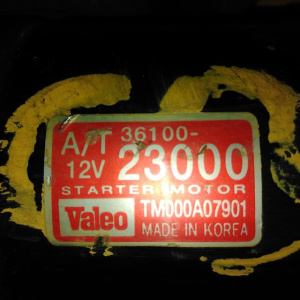 A/T 36100-
12V 23000
STARTER MOTOR
Valeo TM000A07901
MADE IN KOREA